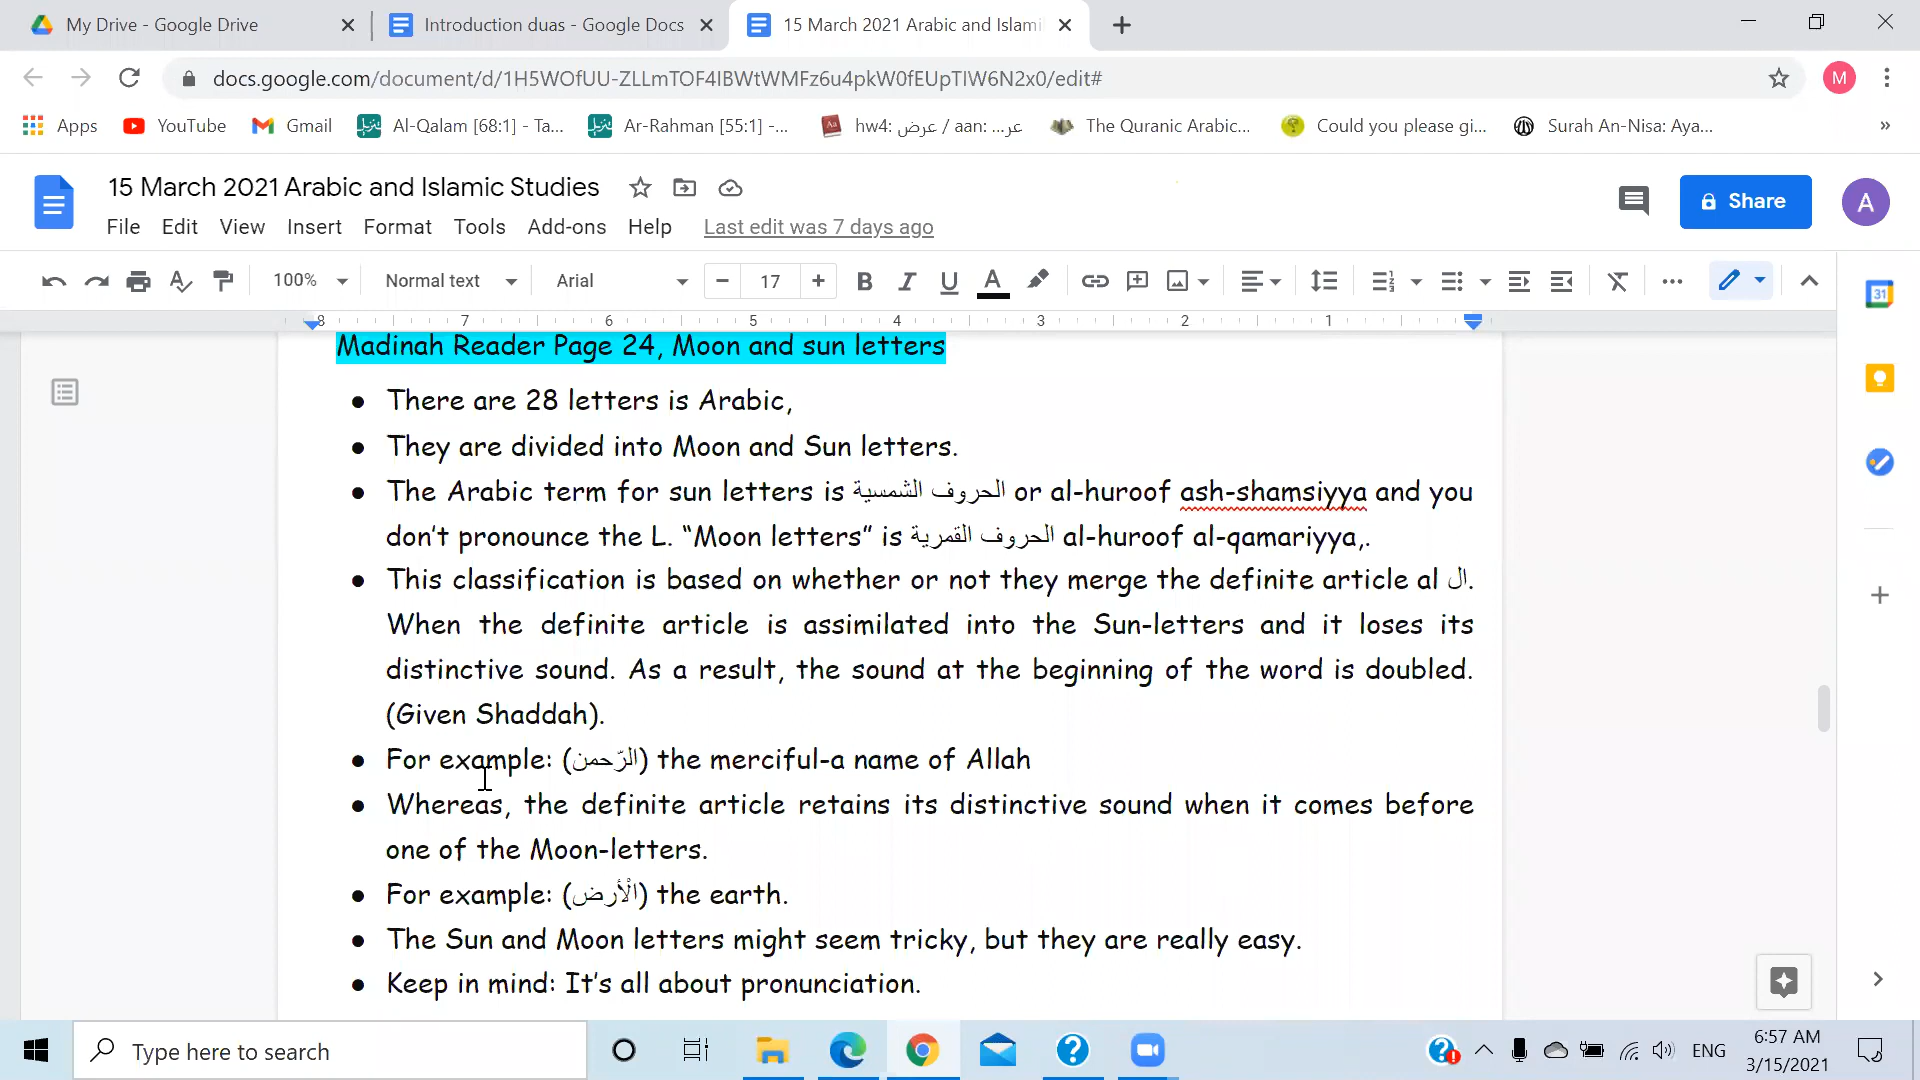 My Drive - Google Drive
Introduction duas - Google Docs
15 March 2021 Arabic and Islami
docs.google.com/document/d/1H5WOfUU-ZLLmTOF4IBWtWMFz6u4pkW0fEUpTIW6N2x0/edit#
M
Apps YouTube Gmail Al-Qalam [68:1] - Ta... Ar-Rahman [55:1] -... hw4: عرض / aan: ...عر The Quranic Arabic... Could you please gi... Surah An-Nisa: Aya... »
15 March 2021 Arabic and Islamic Studies
Share
A
File Edit View Insert Format Tools Add-ons Help Last edit was 7 days ago
100% Normal text Arial 17 B I U A
31
8 7 6 5 4 3 2 1
Madinah Reader Page 24, Moon and sun letters
● There are 28 letters is Arabic,
● They are divided into Moon and Sun letters.
● The Arabic term for sun letters is الحروف الشمسية or al-huroof ash-shamsiyya and you
don't pronounce the L. “Moon letters” is الحروف القمرية al-huroof al-qamariyya,.
● This classification is based on whether or not they merge the definite article al ال.
When the definite article is assimilated into the Sun-letters and it loses its
distinctive sound. As a result, the sound at the beginning of the word is doubled.
(Given Shaddah).
● For example: (الرّحمن) the merciful-a name of Allah
● Whereas, the definite article retains its distinctive sound when it comes before
one of the Moon-letters.
● For example: (الْأرض) the earth.
● The Sun and Moon letters might seem tricky, but they are really easy.
● Keep in mind: It's all about pronunciation.
Type here to search
ENG
6:57 AM
3/15/2021